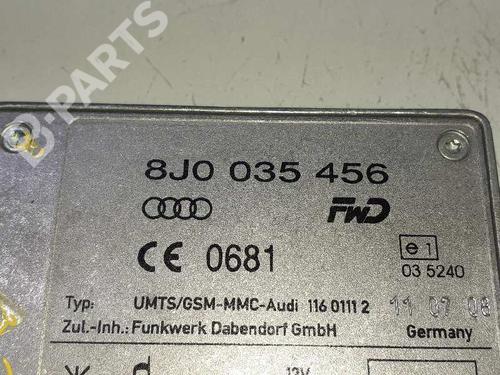 B-PARTS
8J0 035 456
FWD
CE 0681
e1
03 5240
Typ: UMTS/GSM-MMC-Audi 116 0111 2 11 07 08
Zul.-Inh.: Funkwerk Dabendorf GmbH Germany
12V